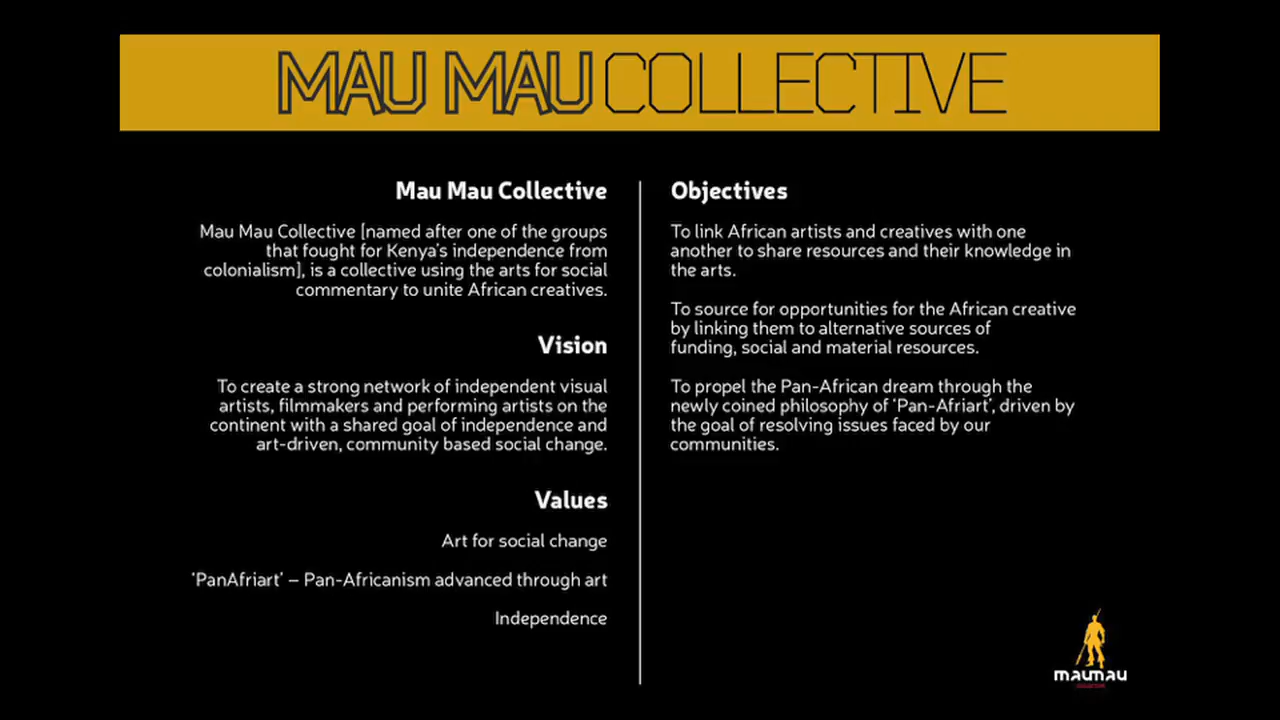 MAU MAU COLLECTIVE
Mau Mau Collective
Mau Mau Collective [named after one of the groups
that fought for Kenya's independence from
colonialism], is a collective using the arts for social
commentary to unite African creatives.
Vision
To create a strong network of independent visual
artists, filmmakers and performing artists on the
continent with a shared goal of independence and
art-driven, community based social change.
Values
Art for social change
'PanAfriart' – Pan-Africanism advanced through art
Independence
Objectives
To link African artists and creatives with one
another to share resources and their knowledge in
the arts.
To source for opportunities for the African creative
by linking them to alternative sources of
funding, social and material resources.
To propel the Pan-African dream through the
newly coined philosophy of 'Pan-Afriart', driven by
the goal of resolving issues faced by our
communities.
maumau